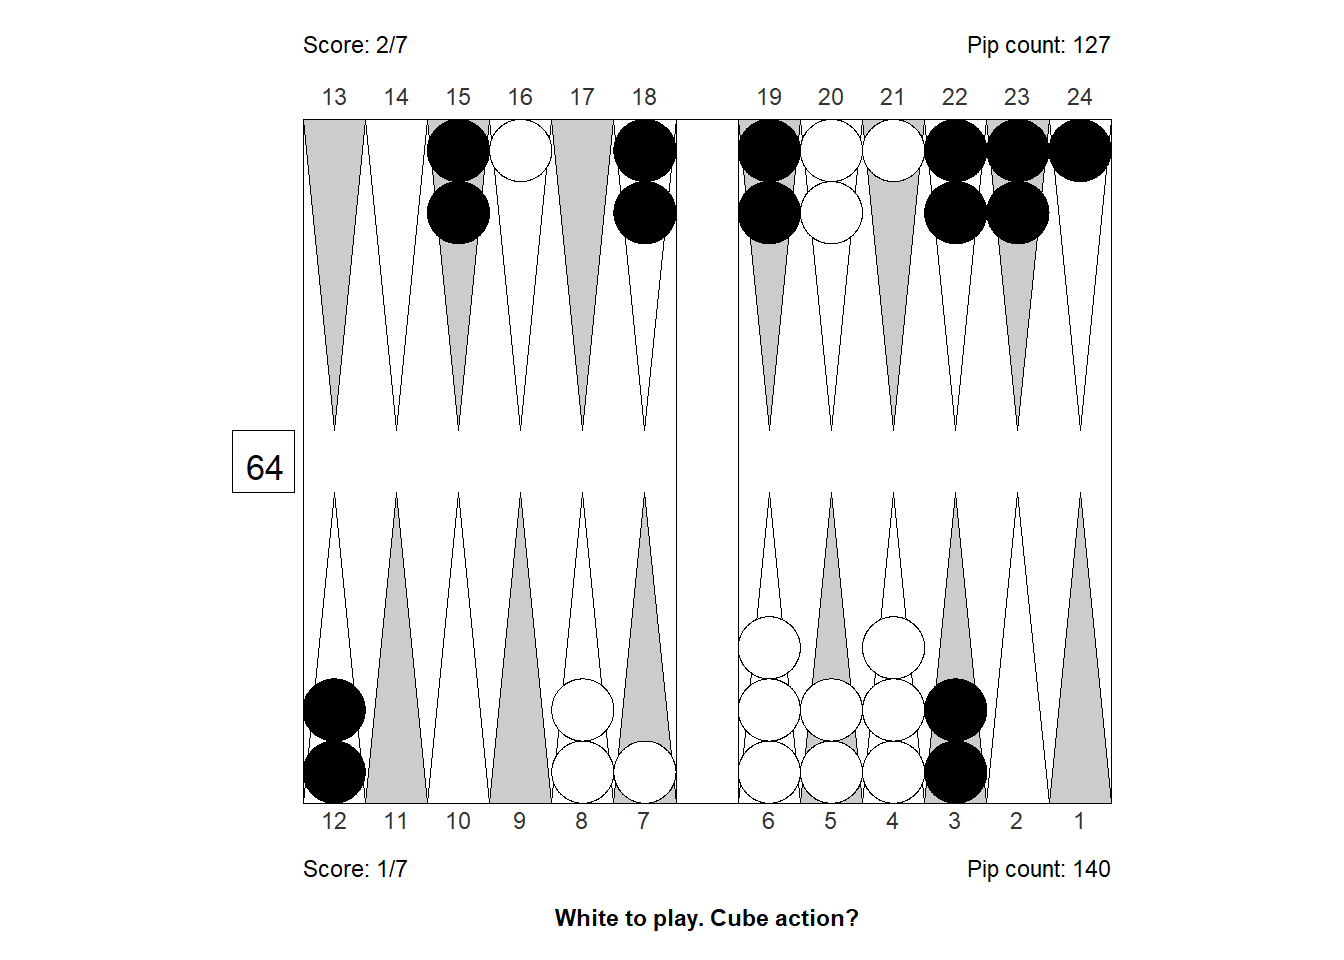 Score: 2/7 Pip count: 127
13 14 15 16 17 18 19 20 21 22 23 24
64
12 11 10 9 8 7 6 5 4 3 2 1
Score: 1/7 Pip count: 140
White to play. Cube action?